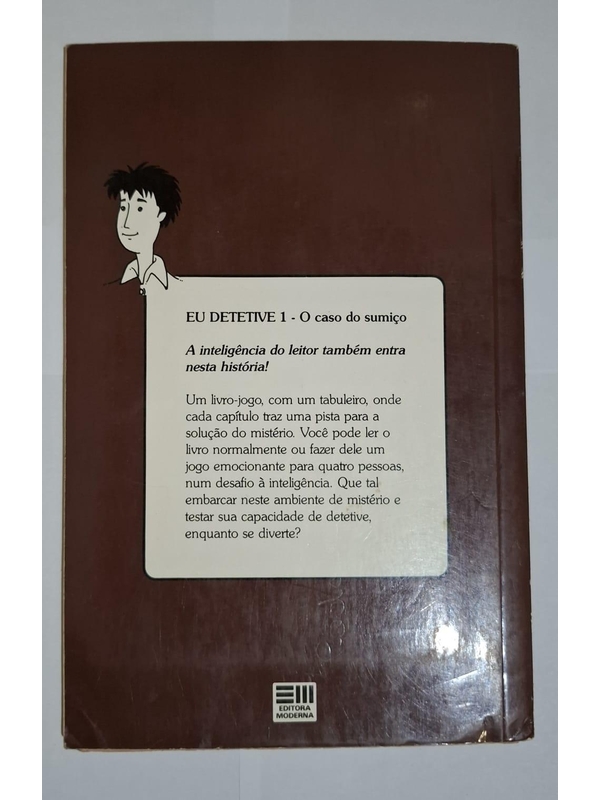 EU DETETIVE 1 - O caso do sumiço
A inteligência do leitor também entra
nesta história!
Um livro-jogo, com um tabuleiro, onde
cada capítulo traz uma pista para a
solução do mistério. Você pode ler o
livro normalmente ou fazer dele um
jogo emocionante para quatro pessoas,
num desafio à inteligência. Que tal
embarcar neste ambiente de mistério e
testar sua capacidade de detetive,
enquanto se diverte?
EM
EDITORA
MODERNA